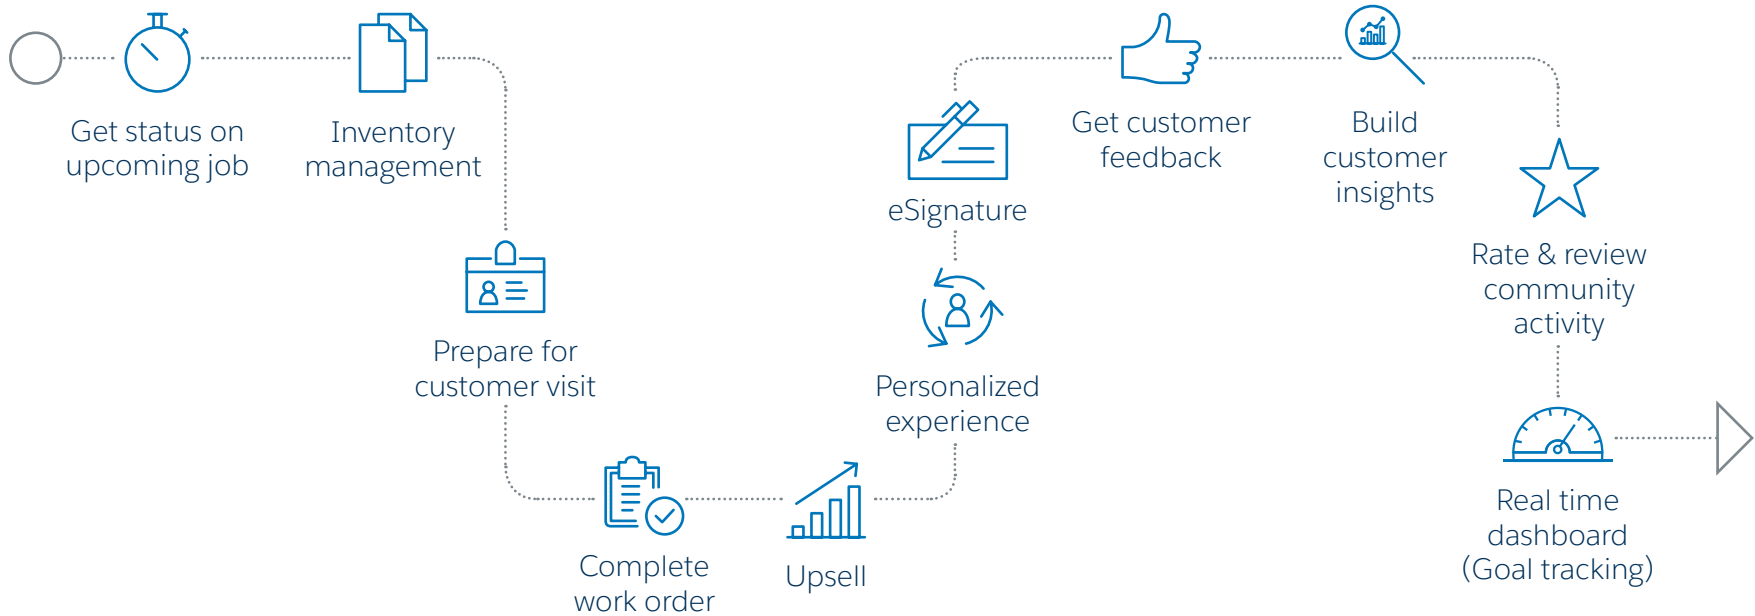 Get status on
upcoming job
Inventory
management
Prepare for
customer visit
Complete
work order
Upsell
Personalized
experience
eSignature
Get customer
feedback
Build
customer
insights
Rate & review
community
activity
Real time
dashboard
(Goal tracking)